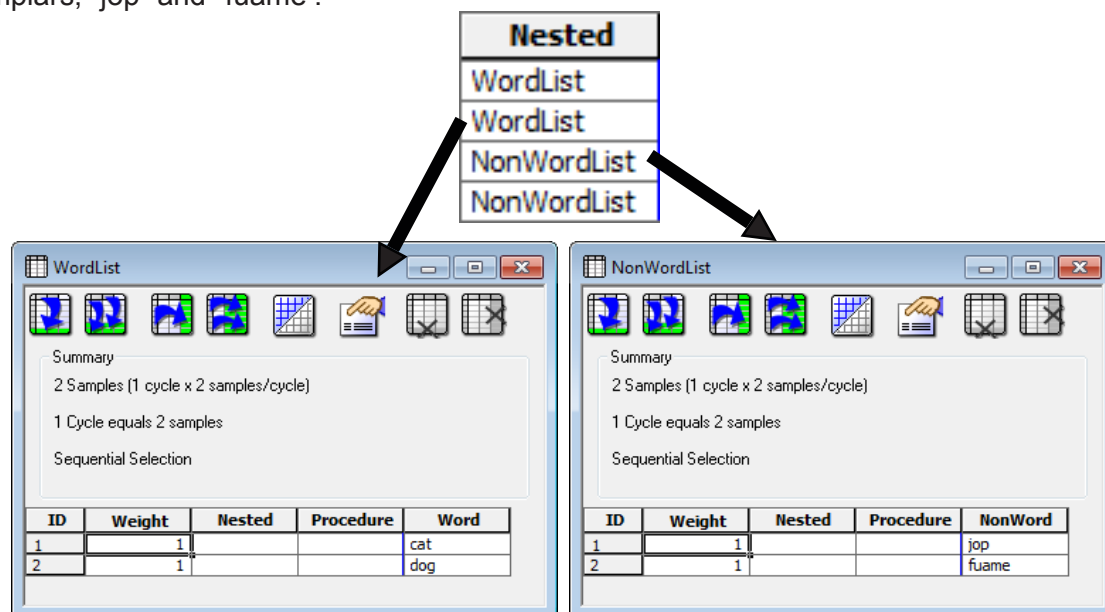 "jop" and "fuame".
Nested
WordList
WordList
NonWordList
NonWordList
WordList
Summary
2 Samples (1 cycle x 2 samples/cycle)
1 Cycle equals 2 samples
Sequential Selection
ID Weight Nested Procedure Word
1 1 cat
2 1 dog
NonWordList
Summary
2 Samples (1 cycle x 2 samples/cycle)
1 Cycle equals 2 samples
Sequential Selection
ID Weight Nested Procedure NonWord
1 1 jop
2 1 fuame